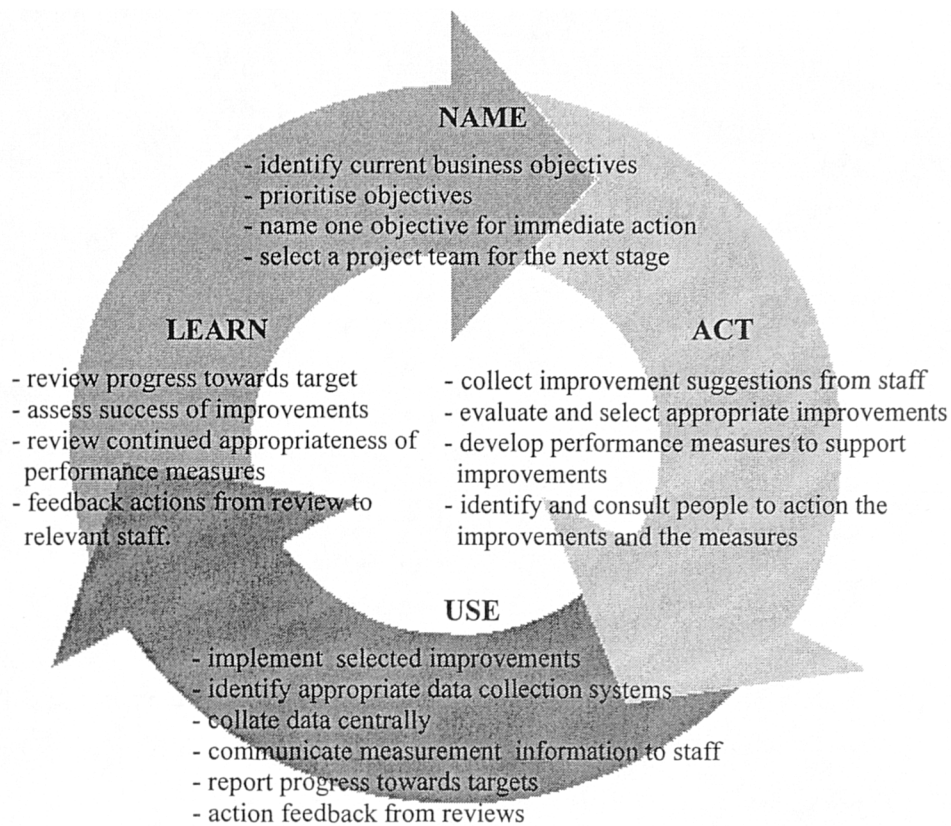 NAME
- identify current business objectives
- prioritise objectives
- name one objective for immediate action
- select a project team for the next stage
ACT
- collect improvement suggestions from staff
- evaluate and select appropriate improvements
- develop performance measures to support
improvements
- identify and consult people to action the
improvements and the measures
USE
- implement selected improvements
- identify appropriate data collection systems
- collate data centrally
- communicate measurement information to staff
- report progress towards targets
- action feedback from reviews
LEARN
- review progress towards target
- assess success of improvements
- review continued appropriateness of
performance measures
- feedback actions from review to
relevant staff.